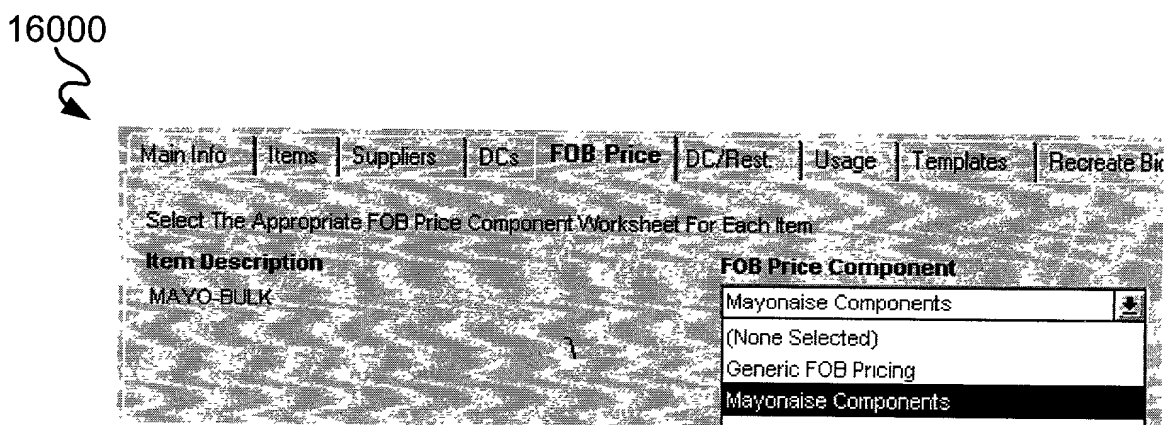 16000
Main Info Items Suppliers DCs FOB Price DC/Rest. Usage Templates Recreate
Select The Appropriate FOB Price Component Worksheet For Each Item
Item Description FOB Price Component
MAYO-BULK Mayonaise Components
(None Selected)
Generic FOB Pricing
Mayonaise Components